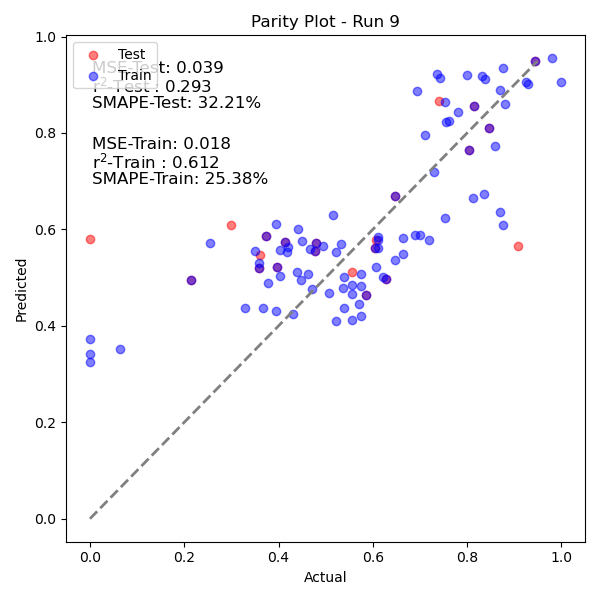 Parity Plot - Run 9
Test
Train
MSE-Test: 0.039
r²-Test : 0.293
SMAPE-Test: 32.21%
MSE-Train: 0.018
r²-Train : 0.612
SMAPE-Train: 25.38%
1.0
0.8
0.6
0.4
0.2
0.0
Predicted
0.0 0.2 0.4 0.6 0.8 1.0
Actual